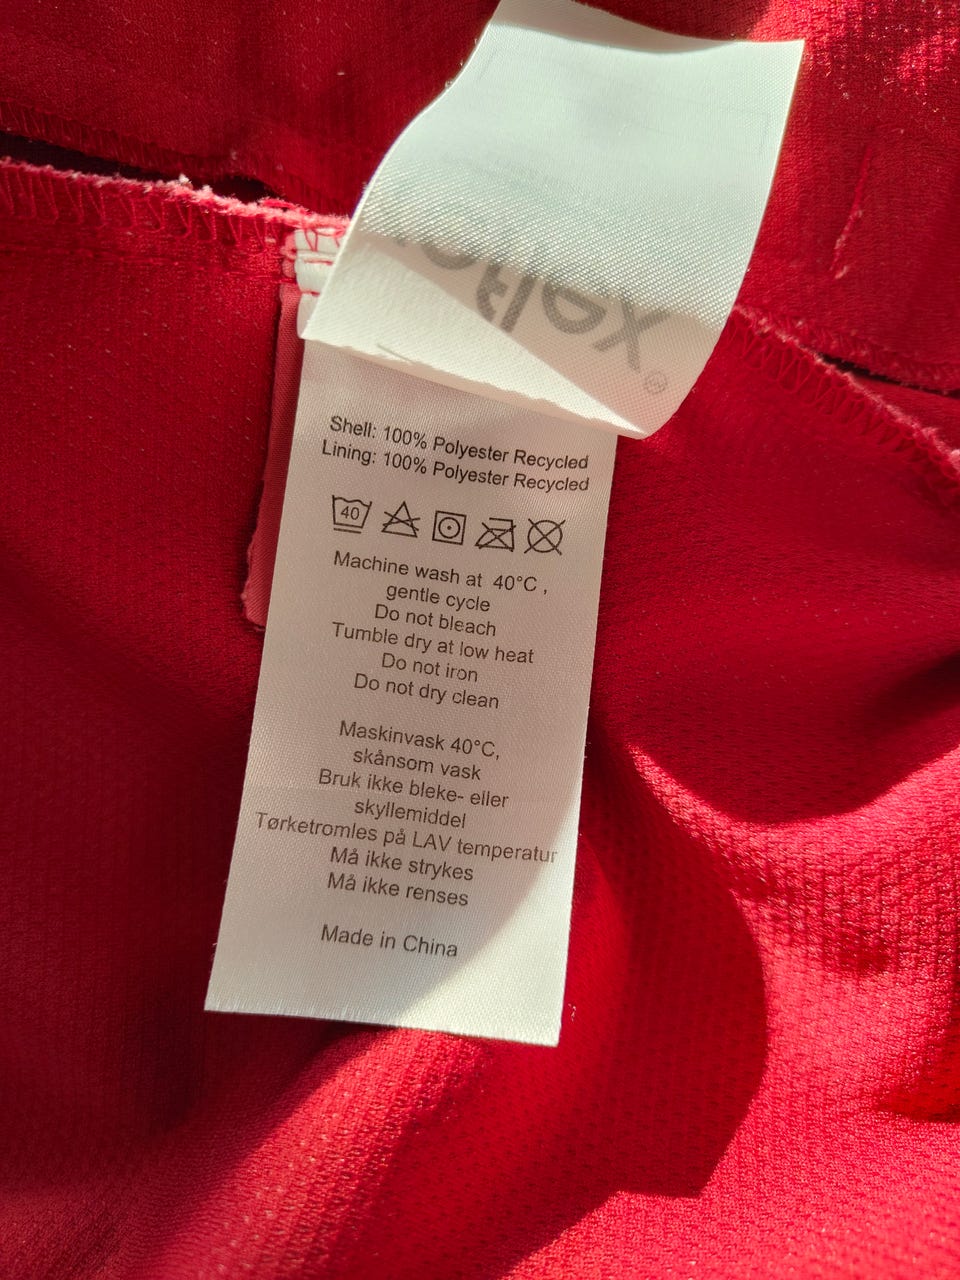 Shell: 100% Polyester Recycled
Lining: 100% Polyester Recycled
40
Machine wash at 40°C ,
gentle cycle
Do not bleach
Tumble dry at low heat
Do not iron
Do not dry clean
Maskinvask 40°C,
skånsom vask
Bruk ikke bleke- eller
skyllemiddel
Tørketromles på LAV temperatur
Må ikke strykes
Må ikke renses
Made in China